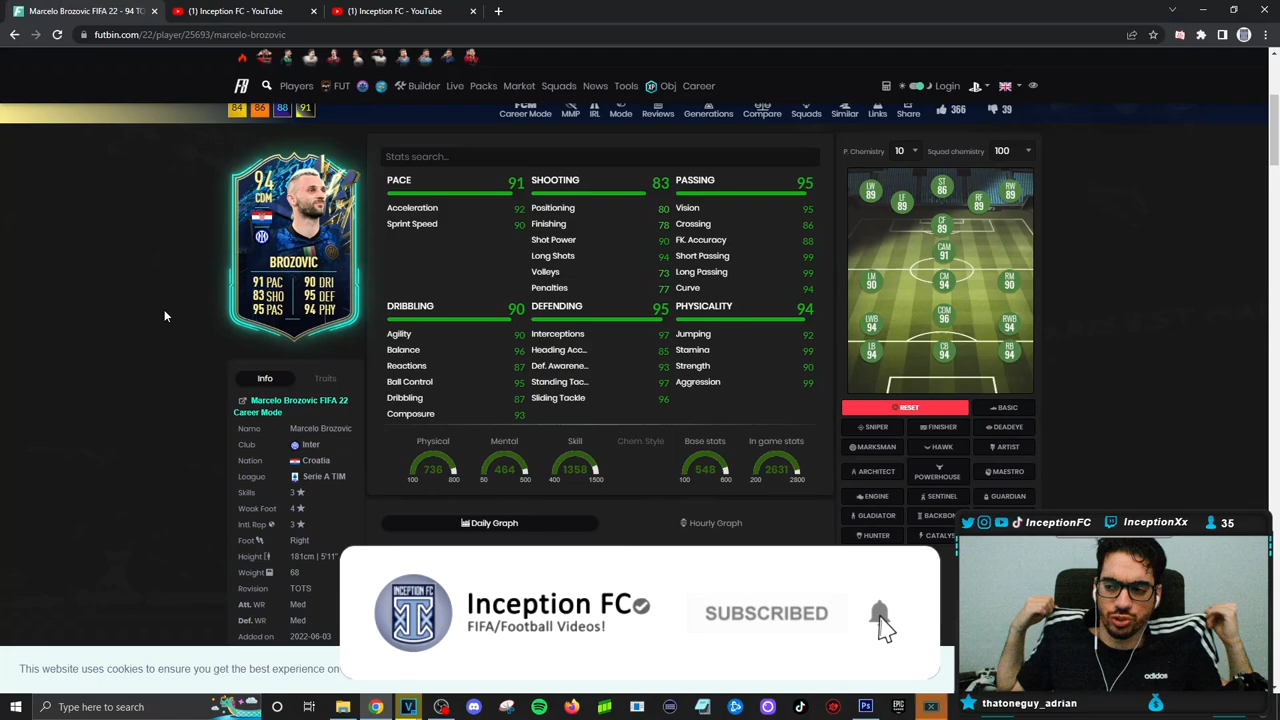 Marcelo Brozovic FIFA 22 - 94 TO
(1) Inception FC - YouTube
(1) Inception FC - YouTube
futbin.com/22/player/25693/marcelo-brozovic
FB Players FUT Builder Live Packs Market Squads News Tools Obj Career Login
84 86 88 91
Career Mode MMP IRL Mode Reviews Generations Compare Squads Similar Links Share 366 39
Stats search...
P. Chemistry 10 Squad chemistry 100
94
CDM
BROZOVIC
91 PAC 90 DRI
83 SHO 95 DEF
95 PAS 94 PHY
PACE 91
Acceleration 92
Sprint Speed 90
SHOOTING 83
Positioning 80
Finishing 78
Shot Power 90
Long Shots 94
Volleys 73
Penalties 77
PASSING 95
Vision 95
Crossing 86
FK. Accuracy 88
Short Passing 99
Long Passing 99
Curve 94
DRIBBLING 90
Agility 90
Balance 96
Reactions 87
Ball Control 95
Dribbling 87
Composure 93
DEFENDING 95
Interceptions 97
Heading Acc... 85
Def. Awarene... 93
Standing Tac... 97
Sliding Tackle 96
PHYSICALITY 94
Jumping 92
Stamina 99
Strength 90
Aggression 99
Physical Mental Skill Chem. Style Base stats In game stats
736 464 1358 548 2631
100 800 50 500 400 1500 100 600 200 2800
ST 86
LW 89
RW 89
LF 89
RF 89
CF 89
CAM 91
LM 90
CM 94
RM 90
CDM 96
LWB 94
RWB 94
LB 94
CB 94
RB 94
RESET BASIC
SNIPER FINISHER DEADEYE
MARKSMAN HAWK ARTIST
ARCHITECT POWERHOUSE MAESTRO
ENGINE SENTINEL GUARDIAN
GLADIATOR BACKBON
HUNTER CATALYS
Info Traits
Marcelo Brozovic FIFA 22
Career Mode
Name Marcelo Brozovic
Club Inter
Nation Croatia
League Serie A TIM
Skills 3
Weak Foot 4
Intl Rep 3
Foot Right
Height 181cm | 5'11"
Weight 68
Revision TOTS
Att. WR Med
Def. WR Med
Added on 2022-06-03
Daily Graph Hourly Graph
Inception FC
FIFA/Football Videos!
SUBSCRIBED
InceptionFC InceptionXx 35
adidas
thatoneguy_adrian
This website uses cookies to ensure you get the best experience on
Type here to search